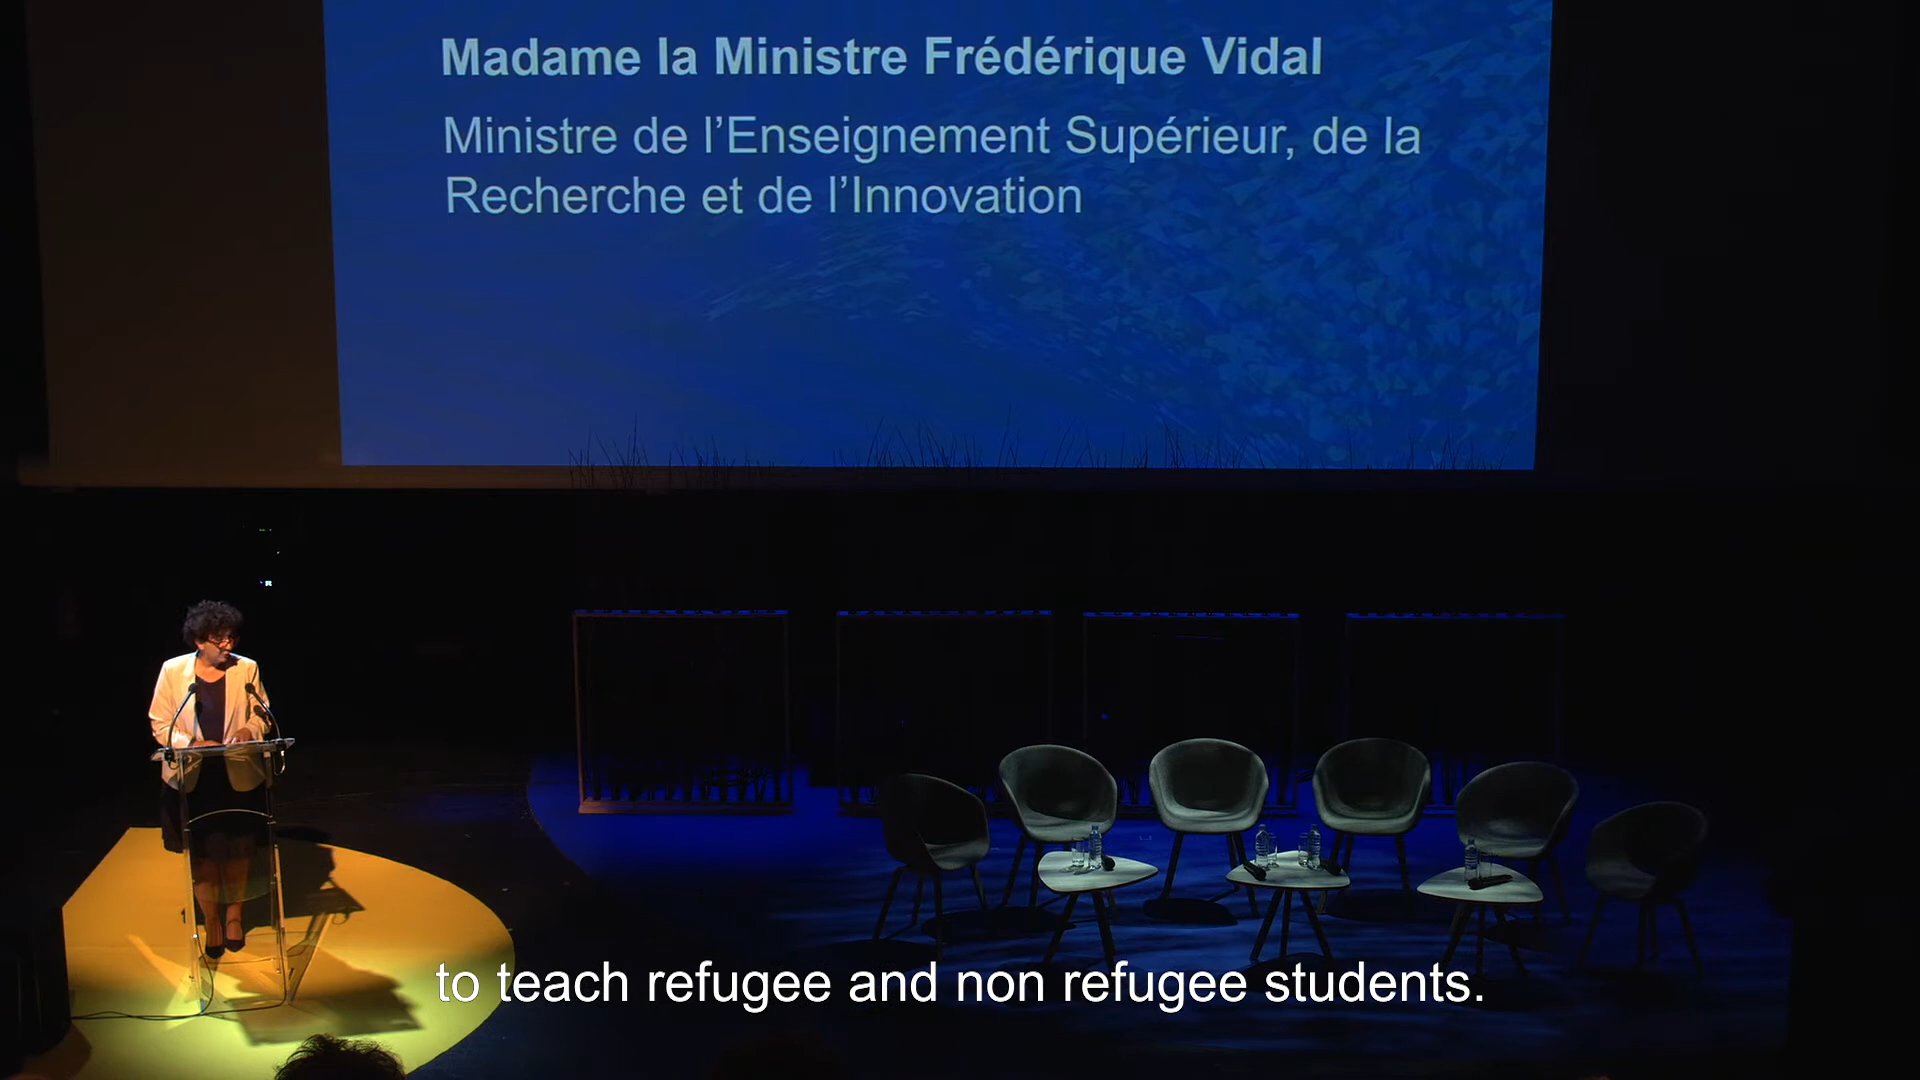 Madame la Ministre Frédérique Vidal
Ministre de l'Enseignement Supérieur, de la
Recherche et de l'Innovation
to teach refugee and non refugee students.